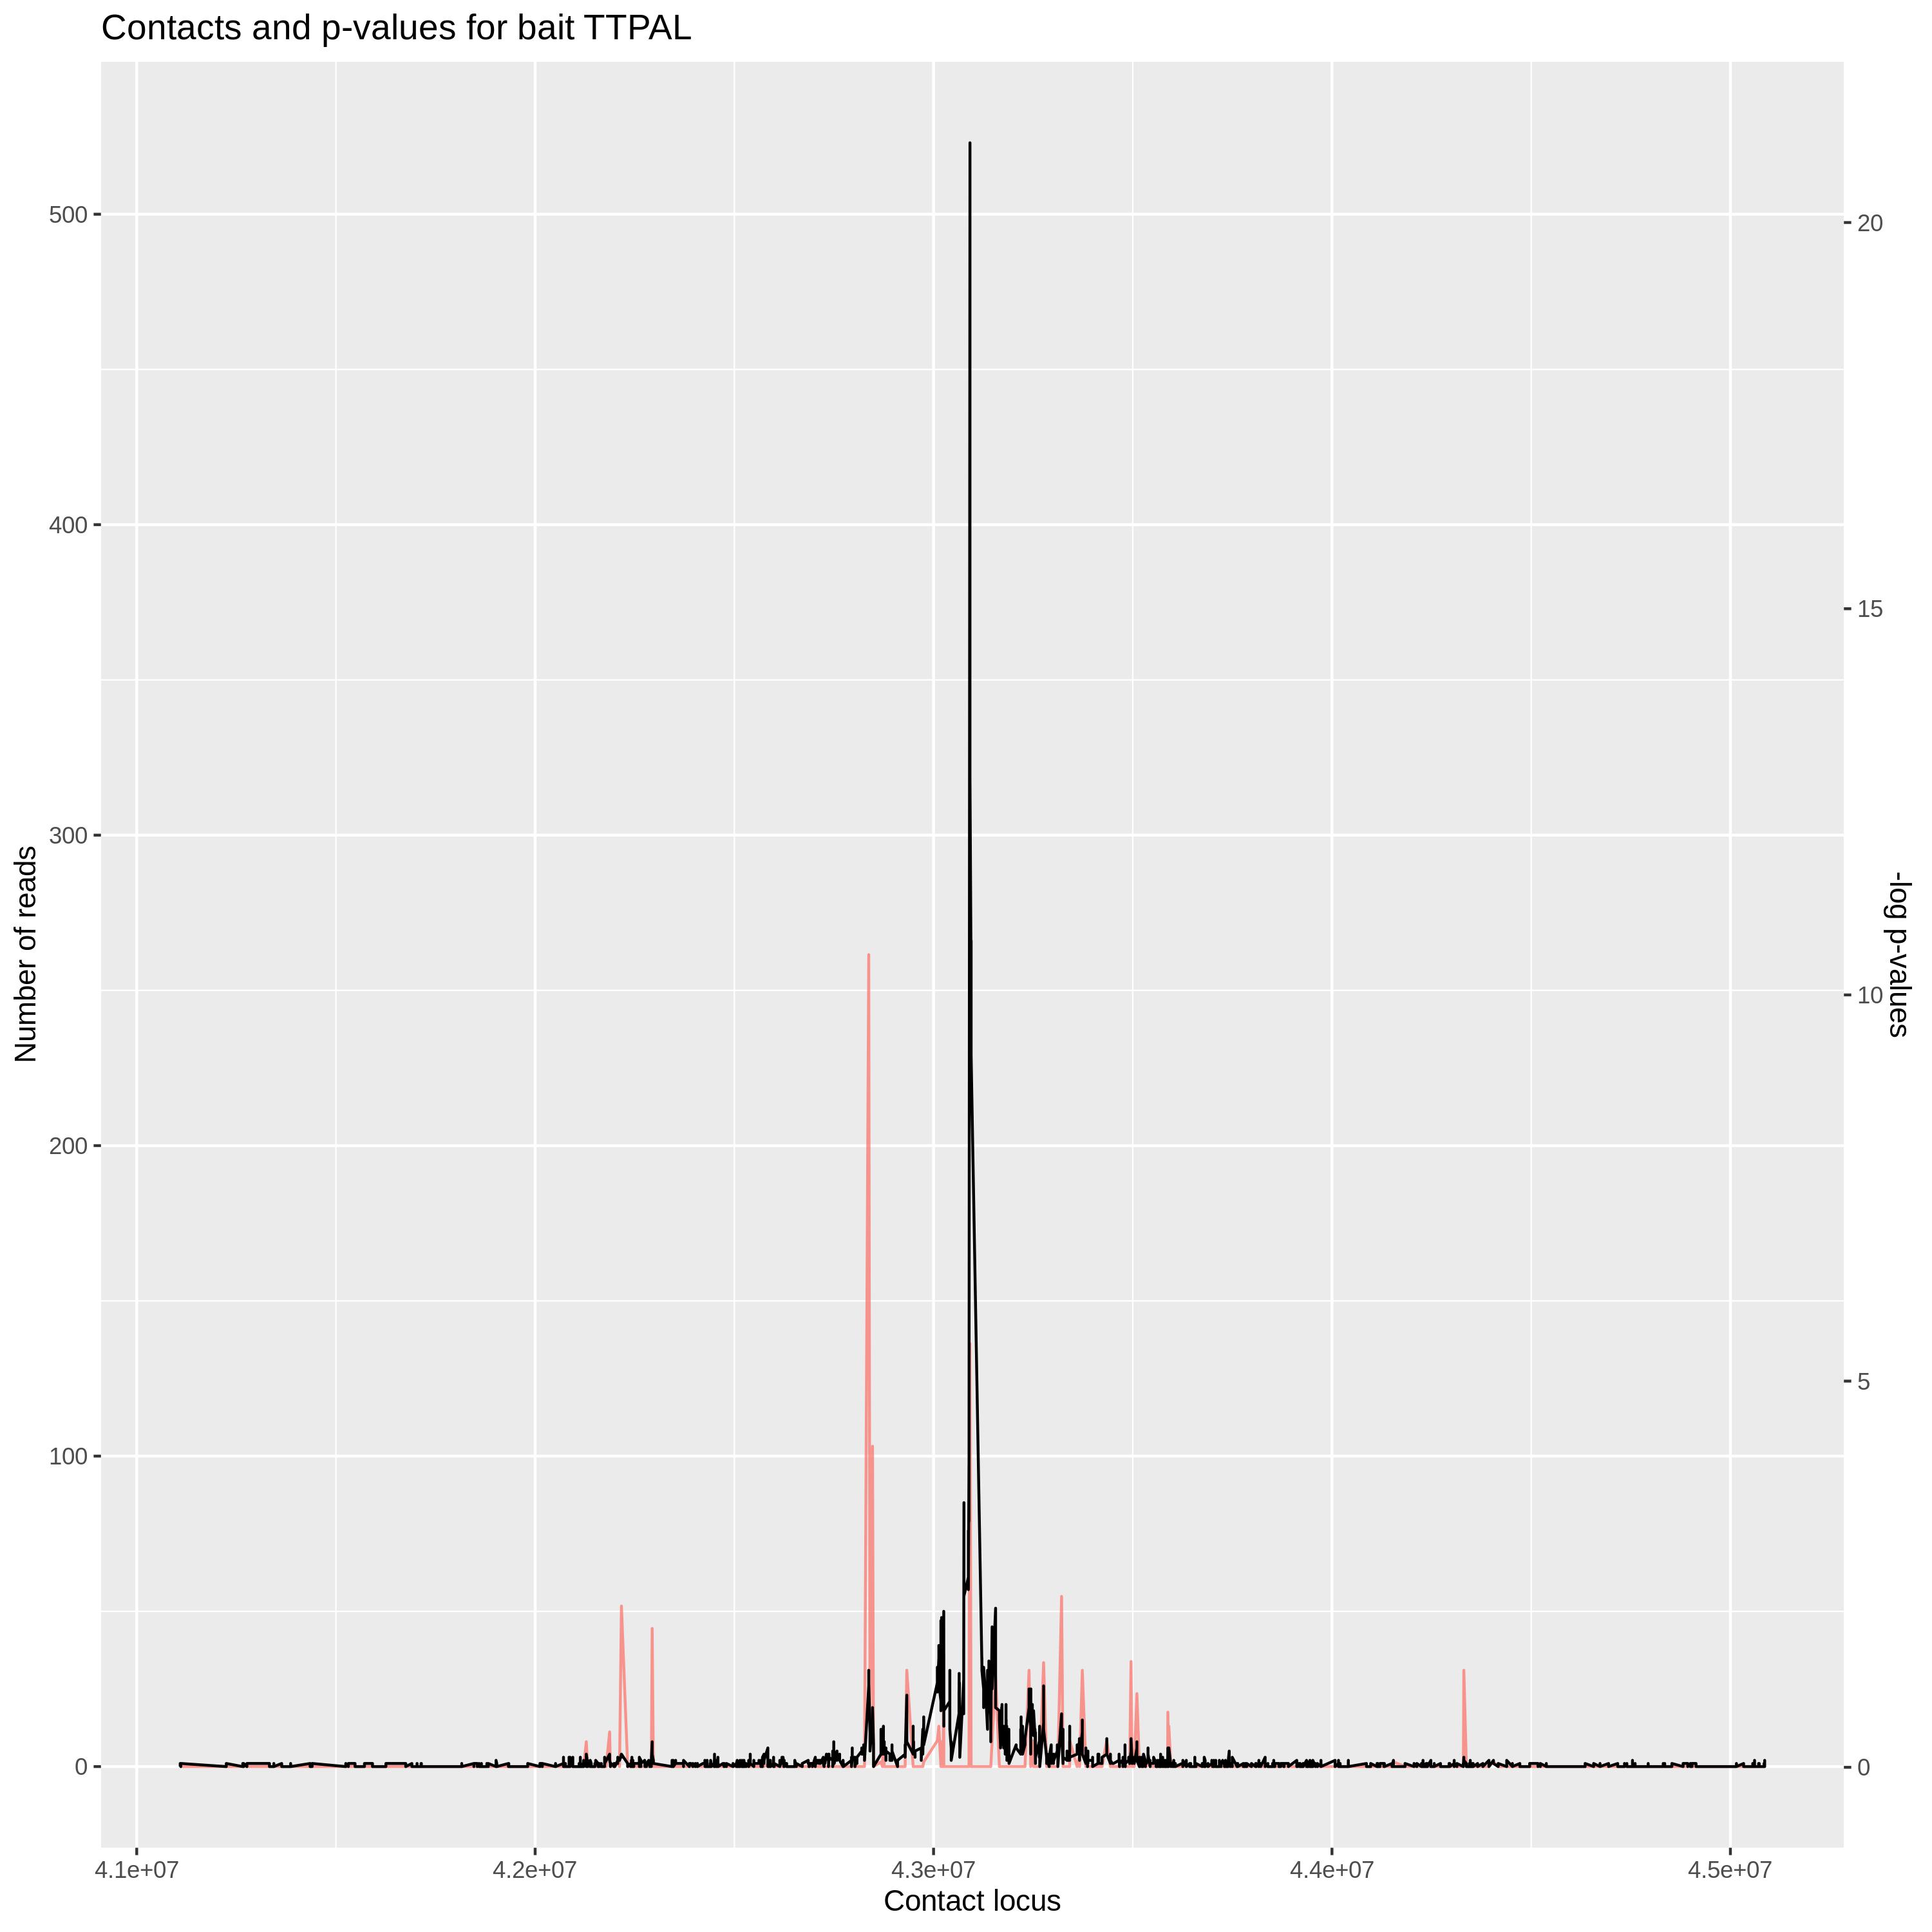 Contacts and p-values for bait TTPAL
Number of reads
500
400
300
200
100
0
20
15
10
5
0
-log p-values
4.1e+07
4.2e+07
4.3e+07
4.4e+07
4.5e+07
Contact locus